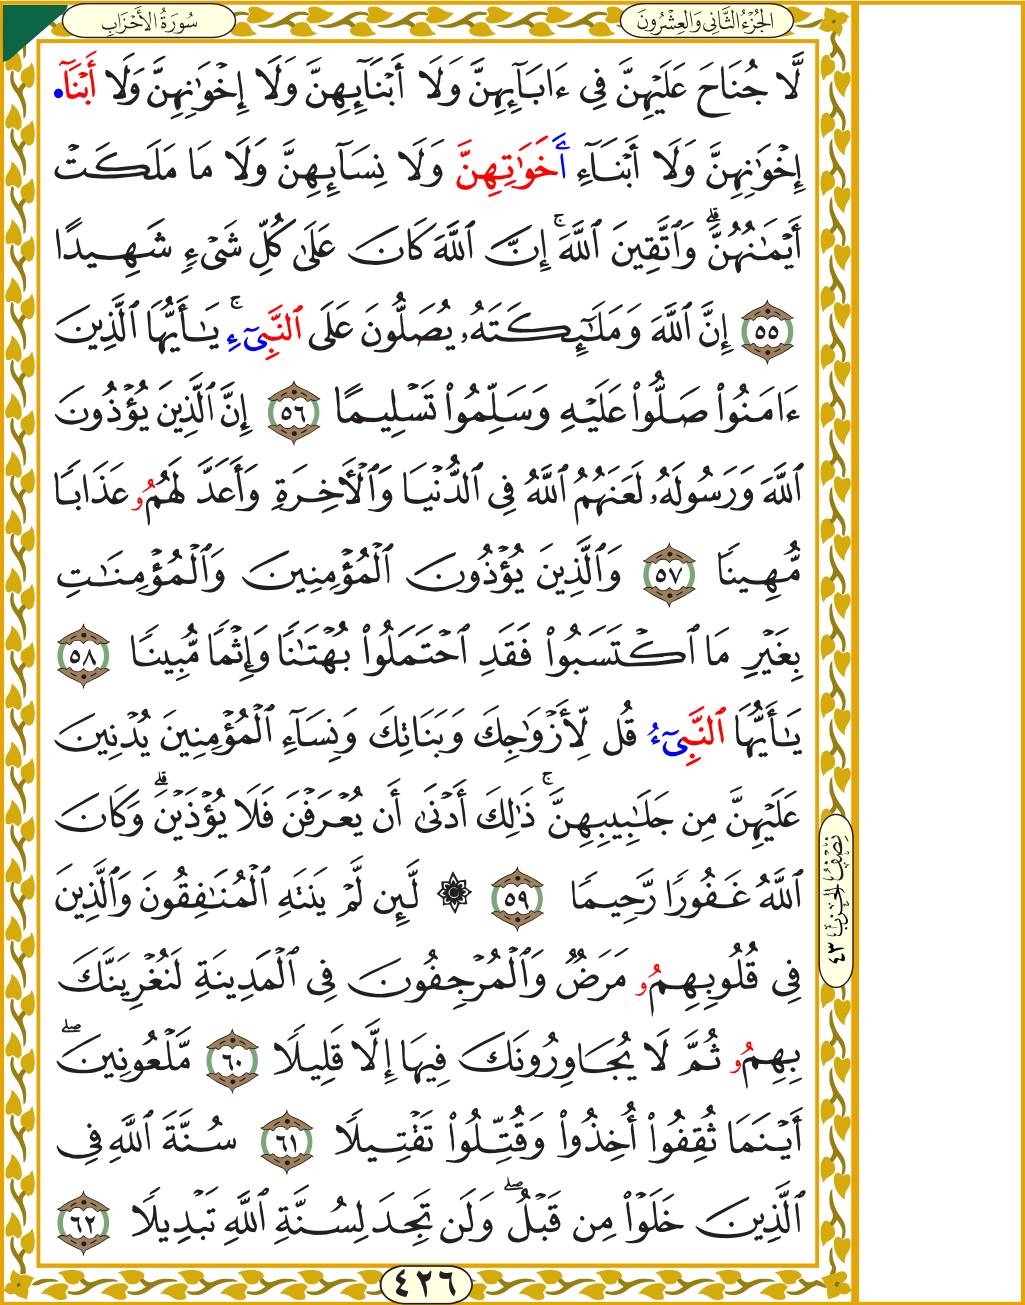 الجُزْءُ الثَّانِي وَالعِشْرُونَ
سُورَةُ الأَحْزَابِ
لَّا جُنَاحَ عَلَيْهِنَّ فِىٓ ءَابَآئِهِنَّ وَلَآ أَبْنَآئِهِنَّ وَلَآ إِخْوَٰنِهِنَّ وَلَآ أَبْنَآ•
إِخْوَٰنِهِنَّ وَلَآ أَبْنَآءِ أَخَوَٰتِهِنَّ وَلَا نِسَآئِهِنَّ وَلَا مَا مَلَكَتْ
أَيْمَٰنُهُنَّ ۗ وَٱتَّقِينَ ٱللَّهَ ۚ إِنَّ ٱللَّهَ كَانَ عَلَىٰ كُلِّ شَىْءٍ شَهِيدًا
٥٥ إِنَّ ٱللَّهَ وَمَلَٰٓئِكَتَهُۥ يُصَلُّونَ عَلَى ٱلنَّبِىٓءِ ۚ يَٰٓأَيُّهَا ٱلَّذِينَ
ءَامَنُوا۟ صَلُّوا۟ عَلَيْهِ وَسَلِّمُوا۟ تَسْلِيمًا ٥٦ إِنَّ ٱلَّذِينَ يُؤْذُونَ
ٱللَّهَ وَرَسُولَهُۥ لَعَنَهُمُ ٱللَّهُ فِى ٱلدُّنْيَا وَٱلْأَخِرَةِ وَأَعَدَّ لَهُمُو عَذَابًا
مُّهِينًا ٥٧ وَٱلَّذِينَ يُؤْذُونَ ٱلْمُؤْمِنِينَ وَٱلْمُؤْمِنَٰتِ
بِغَيْرِ مَا ٱكْتَسَبُوا۟ فَقَدِ ٱحْتَمَلُوا۟ بُهْتَٰنًا وَإِثْمًا مُّبِينًا ٥٨
يَٰٓأَيُّهَا ٱلنَّبِىٓءُ قُل لِّأَزْوَٰجِكَ وَبَنَاتِكَ وَنِسَآءِ ٱلْمُؤْمِنِينَ يُدْنِينَ
عَلَيْهِنَّ مِن جَلَٰبِيبِهِنَّ ۚ ذَٰلِكَ أَدْنَىٰٓ أَن يُعْرَفْنَ فَلَا يُؤْذَيْنَ ۗ وَكَانَ
ٱللَّهُ غَفُورًا رَّحِيمًا ٥٩ ۞ لَّئِن لَّمْ يَنتَهِ ٱلْمُنَٰفِقُونَ وَٱلَّذِينَ
نِصْفُ الحِزْبِ ٤٣
فِى قُلُوبِهِمُو مَرَضٌ وَٱلْمُرْجِفُونَ فِى ٱلْمَدِينَةِ لَنُغْرِيَنَّكَ
بِهِمُو ثُمَّ لَا يُجَاوِرُونَكَ فِيهَآ إِلَّا قَلِيلًا ٦٠ مَّلْعُونِينَ ۖ
أَيْنَمَا ثُقِفُوٓا۟ أُخِذُوا۟ وَقُتِّلُوا۟ تَقْتِيلًا ٦١ سُنَّةَ ٱللَّهِ فِى
ٱلَّذِينَ خَلَوْا۟ مِن قَبْلُ ۖ وَلَن تَجِدَ لِسُنَّةِ ٱللَّهِ تَبْدِيلًا ٦٢
٤٢٦